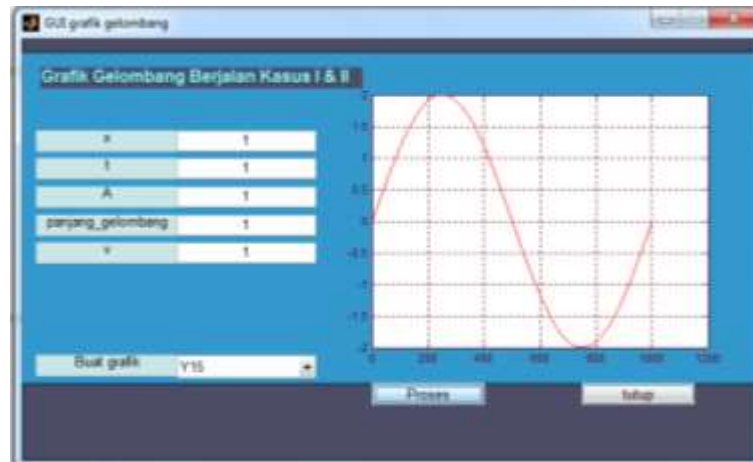 GUI grafik gelombang
Grafik Gelombang Berjalan Kasus I & II
x 1
t 1
A 1
panjang_gelombang 1
v 1
Buat grafik Y15
2
1.5
1
0.5
0
-0.5
-1
-1.5
-2
0 200 400 600 800 1000 1200
Proses tutup